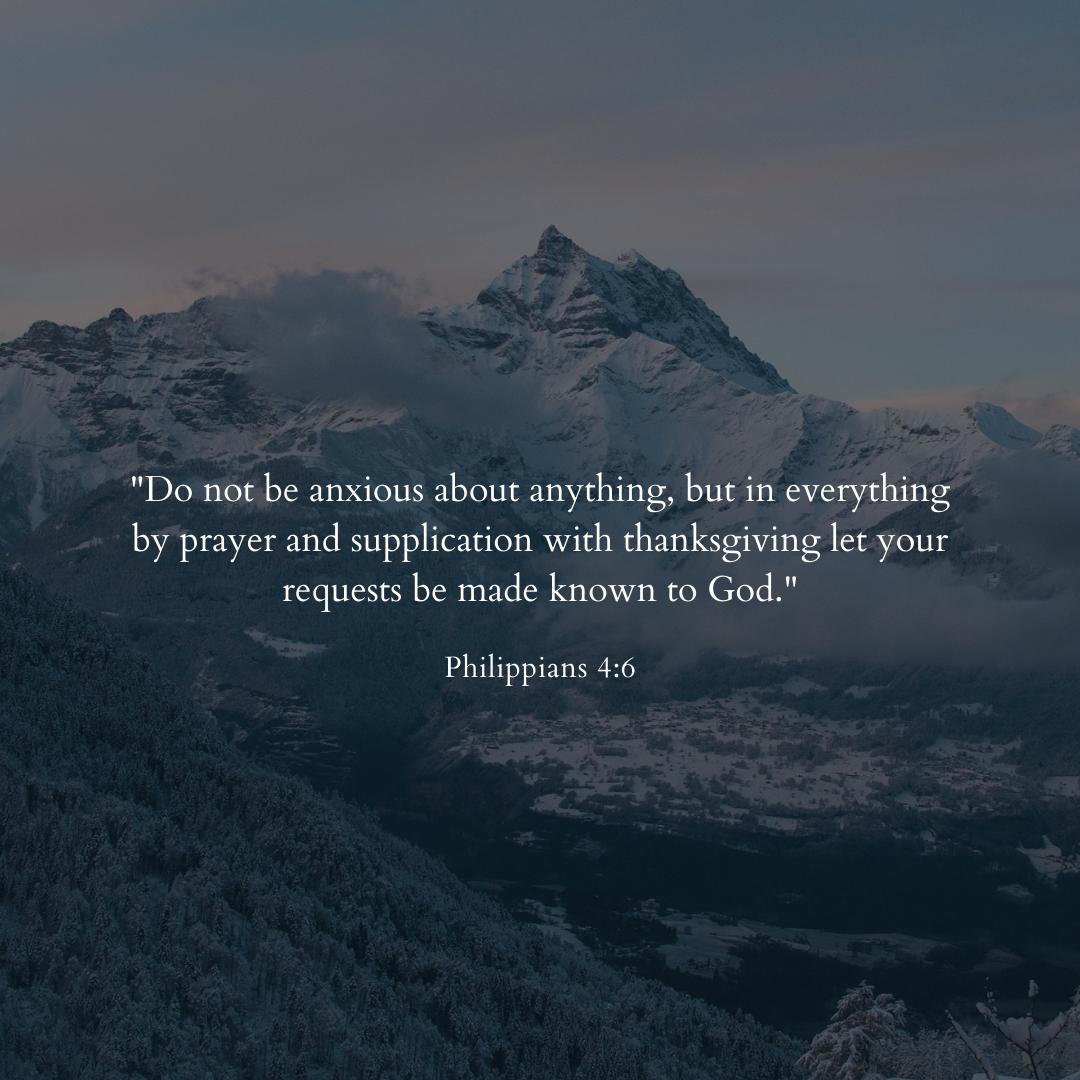 "Do not be anxious about anything, but in everything
by prayer and supplication with thanksgiving let your
requests be made known to God."
Philippians 4:6